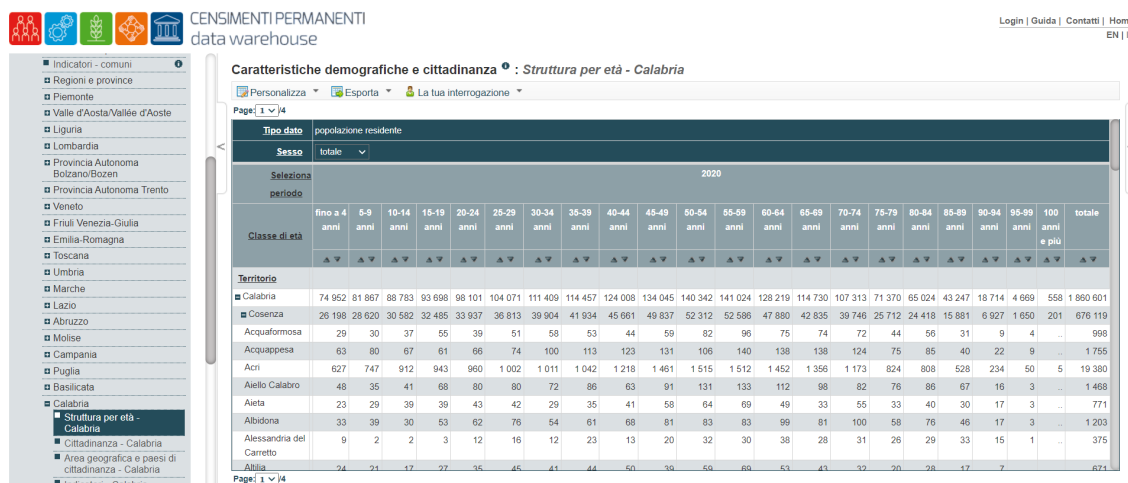 CENSIMENTI PERMANENTI
data warehouse
Login | Guida | Contatti | Hom
EN |
Indicatori - comuni
Regioni e province
Piemonte
Valle d'Aosta/Vallée d'Aoste
Liguria
Lombardia
Provincia Autonoma
Bolzano/Bozen
Provincia Autonoma Trento
Veneto
Friuli Venezia-Giulia
Emilia-Romagna
Toscana
Umbria
Marche
Lazio
Abruzzo
Molise
Campania
Puglia
Basilicata
Calabria
Struttura per età -
Calabria
Cittadinanza - Calabria
Area geografica e paesi di
cittadinanza - Calabria
Caratteristiche demografiche e cittadinanza : Struttura per età - Calabria
Personalizza Esporta La tua interrogazione
Page: 1 /4
Tipo dato popolazione residente
Sesso totale
Seleziona
periodo
2020
Classe di età
fino a 4 5-9 10-14 15-19 20-24 25-29 30-34 35-39 40-44 45-49 50-54 55-59 60-64 65-69 70-74 75-79 80-84 85-89 90-94 95-99 100 totale
anni anni anni anni anni anni anni anni anni anni anni anni anni anni anni anni anni anni anni anni anni
e più
Territorio
Calabria 74 952 81 867 88 783 93 698 98 101 104 071 111 409 114 457 124 008 134 045 140 342 141 024 128 219 114 730 107 313 71 370 65 024 43 247 18 714 4 669 558 1 860 601
Cosenza 26 198 28 620 30 582 32 485 33 937 36 813 39 904 41 934 45 661 49 837 52 312 52 586 47 880 42 835 39 746 25 712 24 418 15 881 6 927 1 650 201 676 119
Acquaformosa 29 30 37 55 39 51 58 53 44 59 82 96 75 74 72 44 56 31 9 4 .. 998
Acquappesa 63 80 67 61 66 74 100 113 123 131 106 140 138 138 124 75 85 40 22 9 .. 1 755
Acri 627 747 912 943 960 1 002 1 011 1 042 1 218 1 461 1 515 1 512 1 452 1 356 1 173 824 808 528 234 50 5 19 380
Aiello Calabro 48 35 41 68 80 80 72 86 63 91 131 133 112 98 82 76 86 67 16 3 .. 1 468
Aieta 23 29 39 39 43 42 29 35 41 58 64 69 49 33 55 33 40 30 17 3 .. 771
Albidona 33 39 30 53 62 76 54 61 68 81 83 83 99 81 100 58 76 46 17 3 .. 1 203
Alessandria del 9 2 2 3 12 16 12 23 13 20 32 30 38 28 31 26 29 33 15 1 .. 375
Carretto
Altilia 24 21 17 27 35 45 41 44 50 39 59 69 53 43 32 20 28 17 7 671
Page: 1 /4